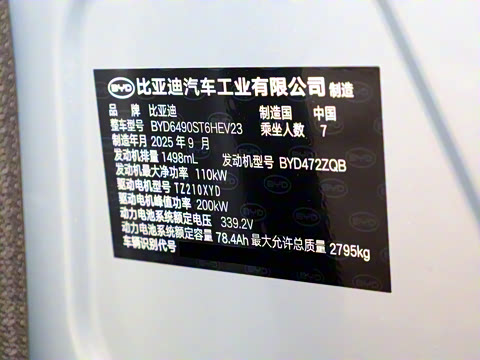 BYD 比亚迪汽车工业有限公司 制造
品 牌 比亚迪 制造国 中国
整车型号 BYD6490ST6HEV23 乘坐人数 7
制造年月 2025 年 9 月
发动机排量 1498mL 发动机型号 BYD472ZQB
发动机最大净功率 110kW
驱动电机型号 TZ210XYD
驱动电机峰值功率 200kW
动力电池系统额定电压 339.2V
动力电池系统额定容量 78.4Ah 最大允许总质量 2795kg
车辆识别代号